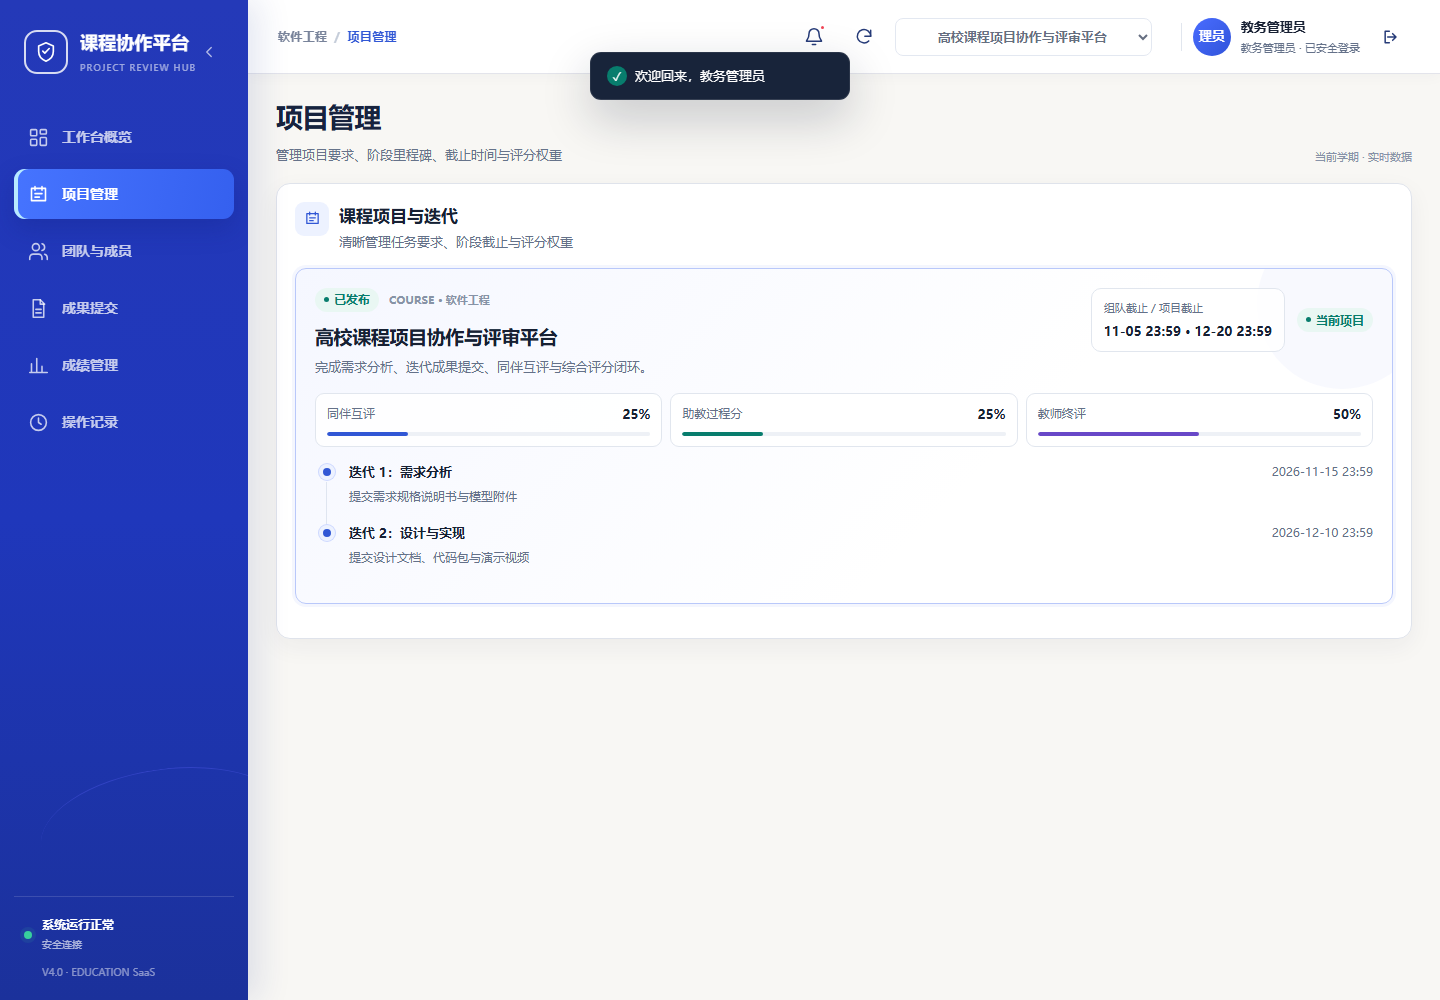 课程协作平台
PROJECT REVIEW HUB
工作台概览
项目管理
团队与成员
成果提交
成绩管理
操作记录
系统运行正常
安全连接
V4.0 · EDUCATION SaaS
软件工程 / 项目管理
高校课程项目协作与评审平台
理员
教务管理员
教务管理员 · 已安全登录
欢迎回来，教务管理员
项目管理
管理项目要求、阶段里程碑、截止时间与评分权重
当前学期 · 实时数据
课程项目与迭代
清晰管理任务要求、阶段截止与评分权重
已发布
COURSE • 软件工程
高校课程项目协作与评审平台
完成需求分析、迭代成果提交、同伴互评与综合评分闭环。
组队截止 / 项目截止
11-05 23:59 • 12-20 23:59
当前项目
同伴互评 25%
助教过程分 25%
教师终评 50%
迭代 1：需求分析 2026-11-15 23:59
提交需求规格说明书与模型附件
迭代 2：设计与实现 2026-12-10 23:59
提交设计文档、代码包与演示视频